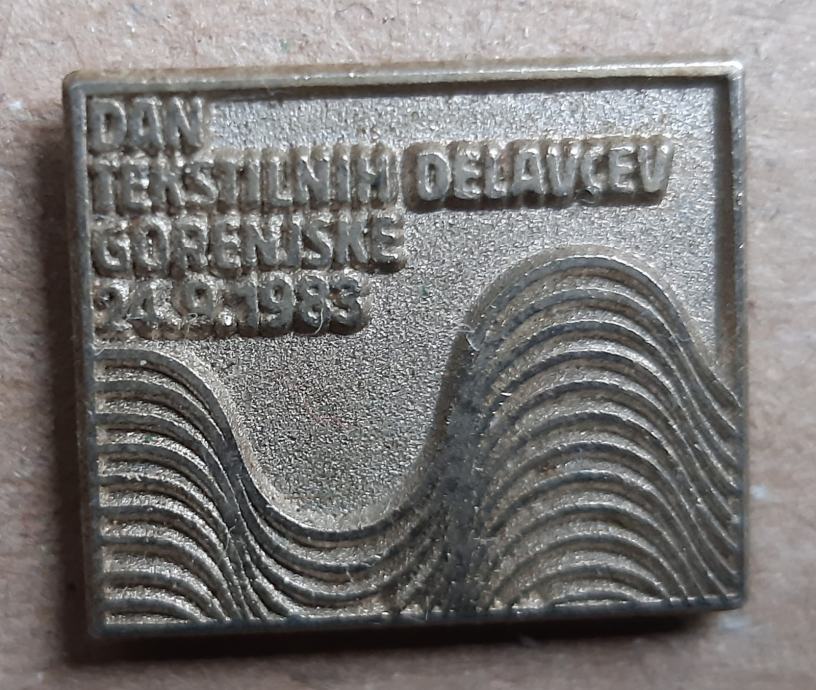 DAN
TEKSTILNIH DELAVCEV
GORENJSKE
24.9.1983